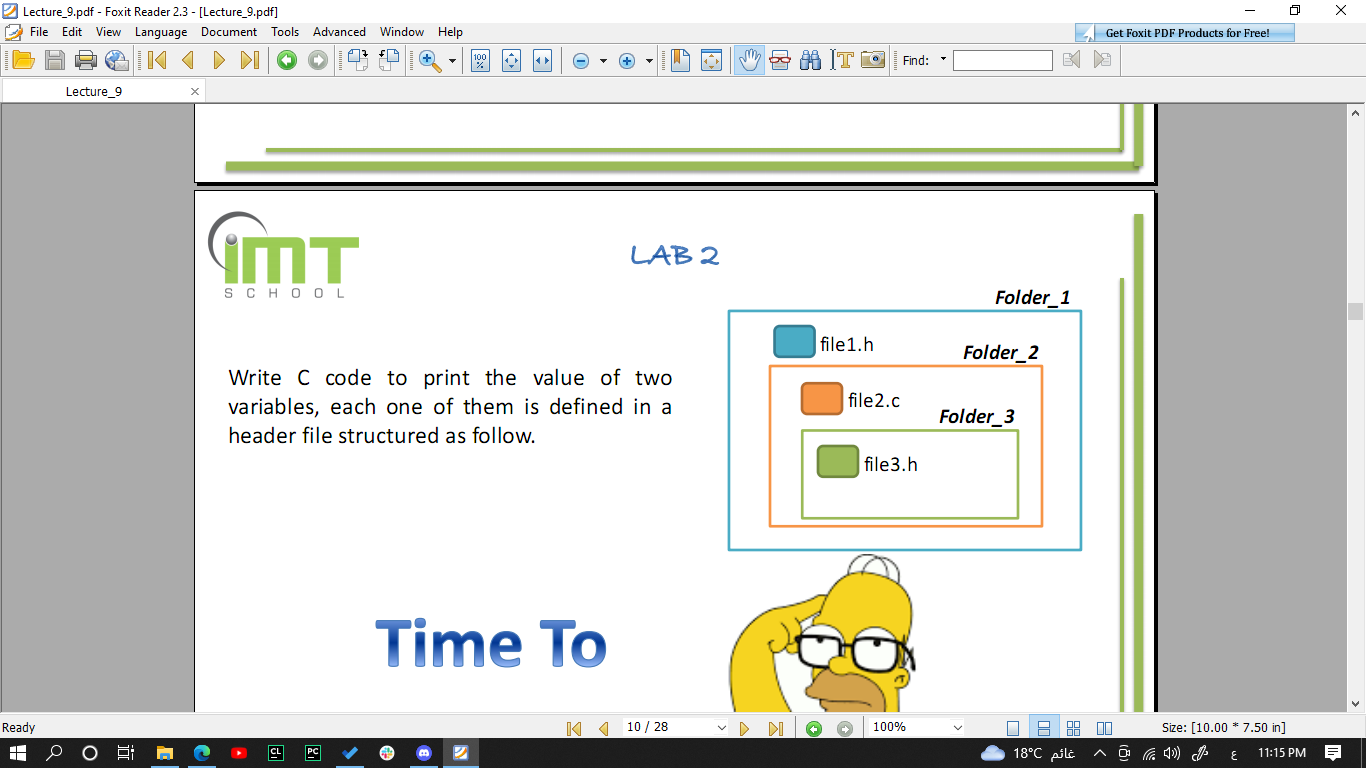 Lecture_9.pdf - Foxit Reader 2.3 - [Lecture_9.pdf]
File Edit View Language Document Tools Advanced Window Help
Get Foxit PDF Products for Free!
100 %
Find:
Lecture_9
iMT
SCHOOL
LAB 2
Write C code to print the value of two
variables, each one of them is defined in a
header file structured as follow.
Folder_1
file1.h
Folder_2
file2.c
Folder_3
file3.h
Time To
Ready
10 / 28
100%
Size: [10.00 * 7.50 in]
CL
PC
18°C غائم
ع
11:15 PM